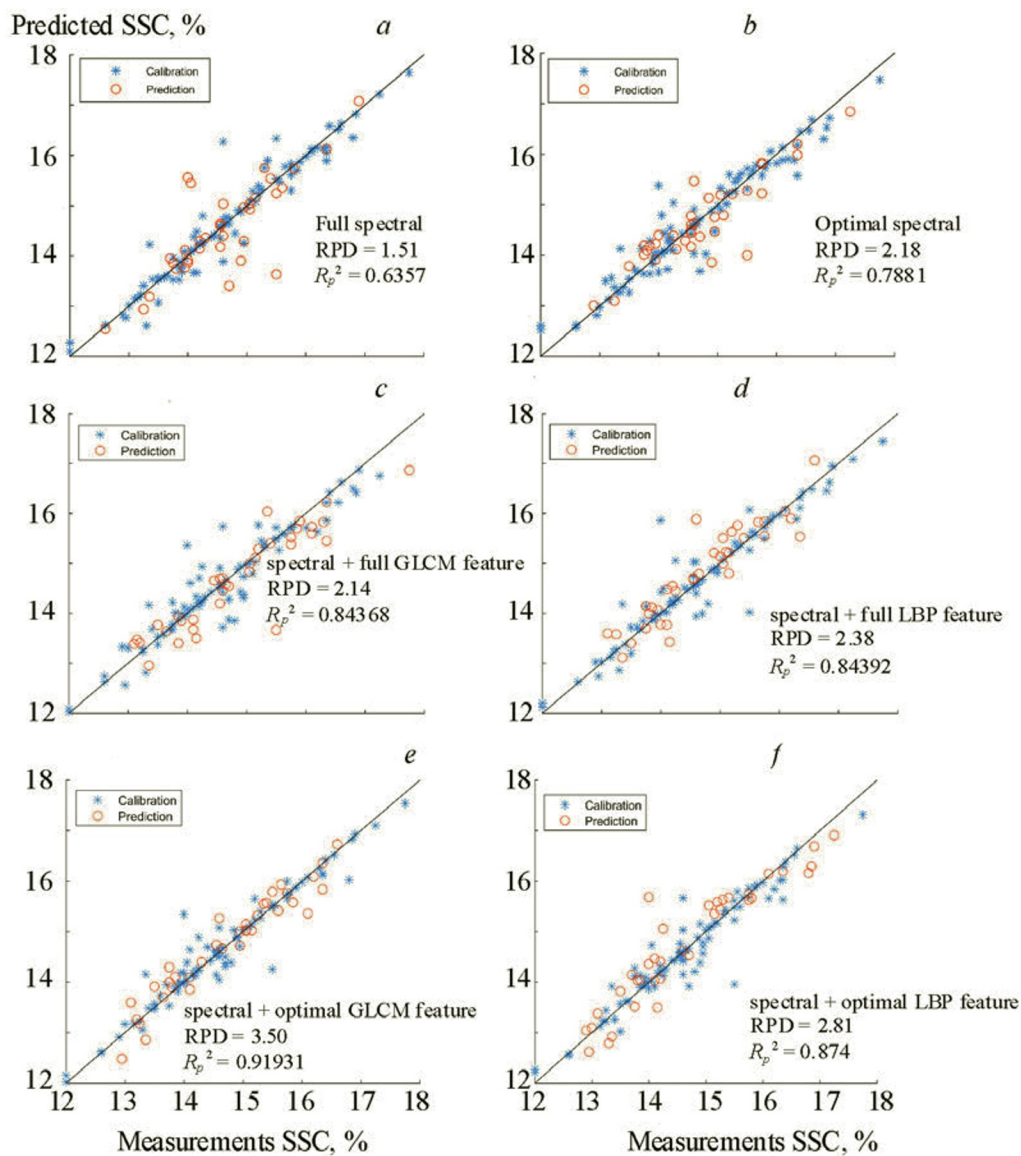 Predicted SSC, %
a
b
18
16
14
12
Calibration
Prediction
Full spectral
RPD = 1.51
Rp² = 0.6357
18
16
14
12
Calibration
Prediction
Optimal spectral
RPD = 2.18
Rp² = 0.7881
c
d
18
16
14
12
Calibration
Prediction
spectral + full GLCM feature
RPD = 2.14
Rp² = 0.84368
18
16
14
12
Calibration
Prediction
spectral + full LBP feature
RPD = 2.38
Rp² = 0.84392
e
f
18
16
14
12
Calibration
Prediction
spectral + optimal GLCM feature
RPD = 3.50
Rp² = 0.91931
12 13 14 15 16 17 18
Measurements SSC, %
18
16
14
12
Calibration
Prediction
spectral + optimal LBP feature
RPD = 2.81
Rp² = 0.874
12 13 14 15 16 17 18
Measurements SSC, %